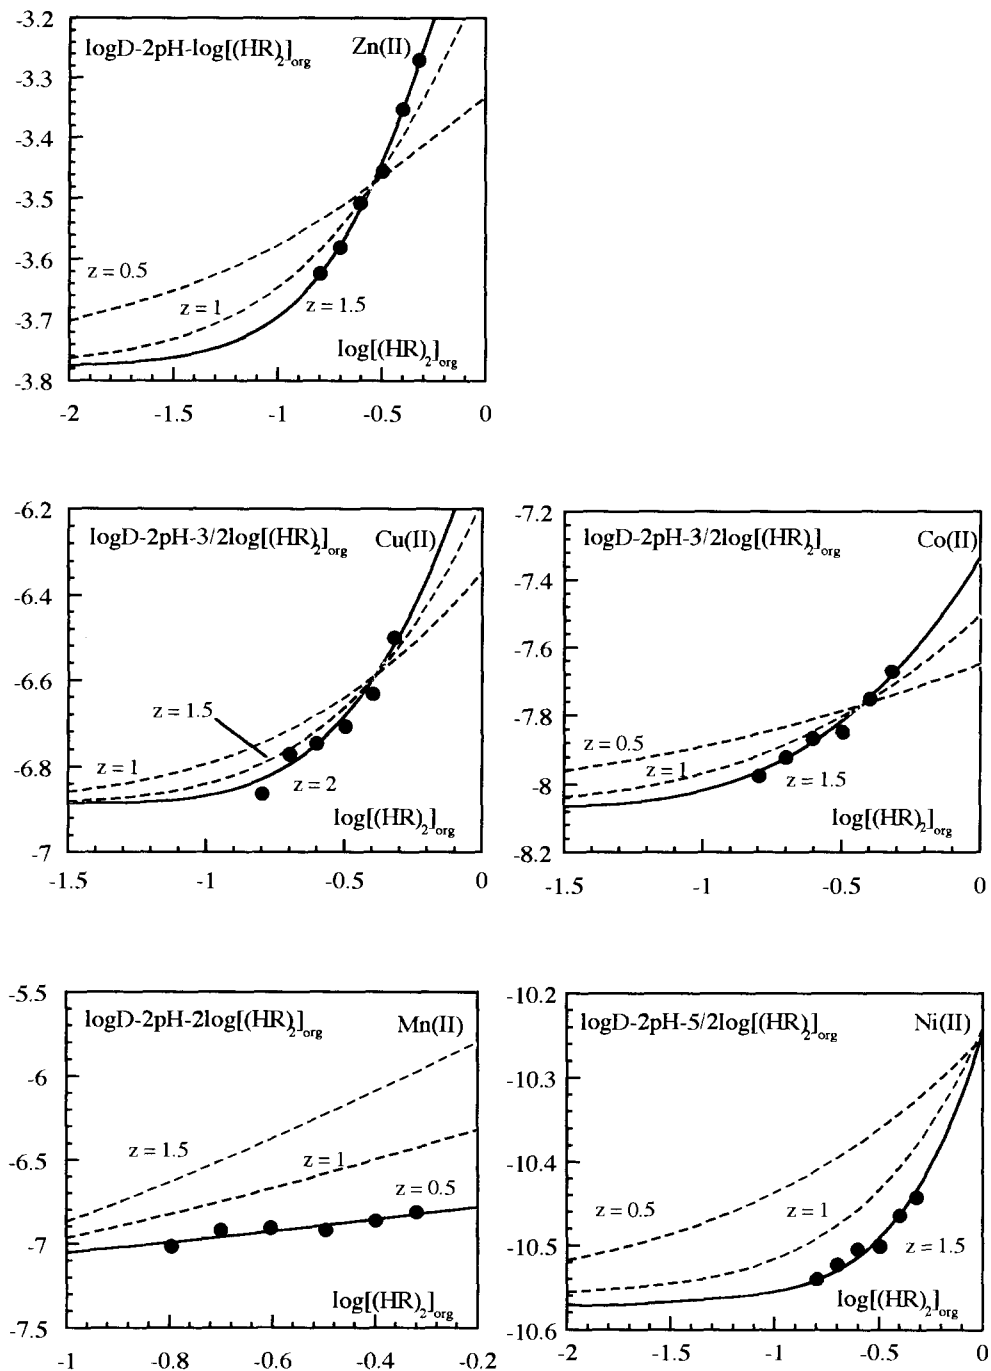 -3.2
logD-2pH-log[(HR)2]org Zn(II)
-3.3
-3.4
-3.5
-3.6
z = 0.5
z = 1 z = 1.5
-3.7
log[(HR)2]org
-3.8
-2 -1.5 -1 -0.5 0
-6.2
logD-2pH-3/2log[(HR)2]org Cu(II)
-6.4
-6.6
z = 1.5
z = 1
-6.8
z = 2
log[(HR)2]org
-7
-1.5 -1 -0.5 0
-7.2
logD-2pH-3/2log[(HR)2]org Co(II)
-7.4
-7.6
z = 0.5
-7.8
z = 1
z = 1.5
-8
log[(HR)2]org
-8.2
-1.5 -1 -0.5 0
-5.5
logD-2pH-2log[(HR)2]org Mn(II)
-6
z = 1.5
z = 1
-6.5
z = 0.5
-7
log[(HR)2]org
-7.5
-1 -0.8 -0.6 -0.4 -0.2
-10.2
logD-2pH-5/2log[(HR)2]org Ni(II)
-10.3
-10.4
z = 0.5 z = 1
-10.5
z = 1.5
log[(HR)2]org
-10.6
-2 -1.5 -1 -0.5 0